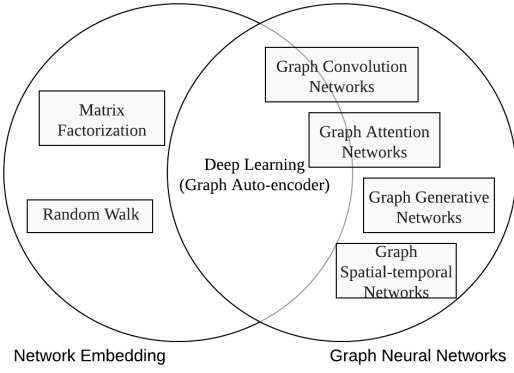 Graph Convolution
Networks
Matrix
Factorization
Graph Attention
Networks
Deep Learning
(Graph Auto-encoder)
Graph Generative
Networks
Random Walk
Graph
Spatial-temporal
Networks
Network Embedding
Graph Neural Networks